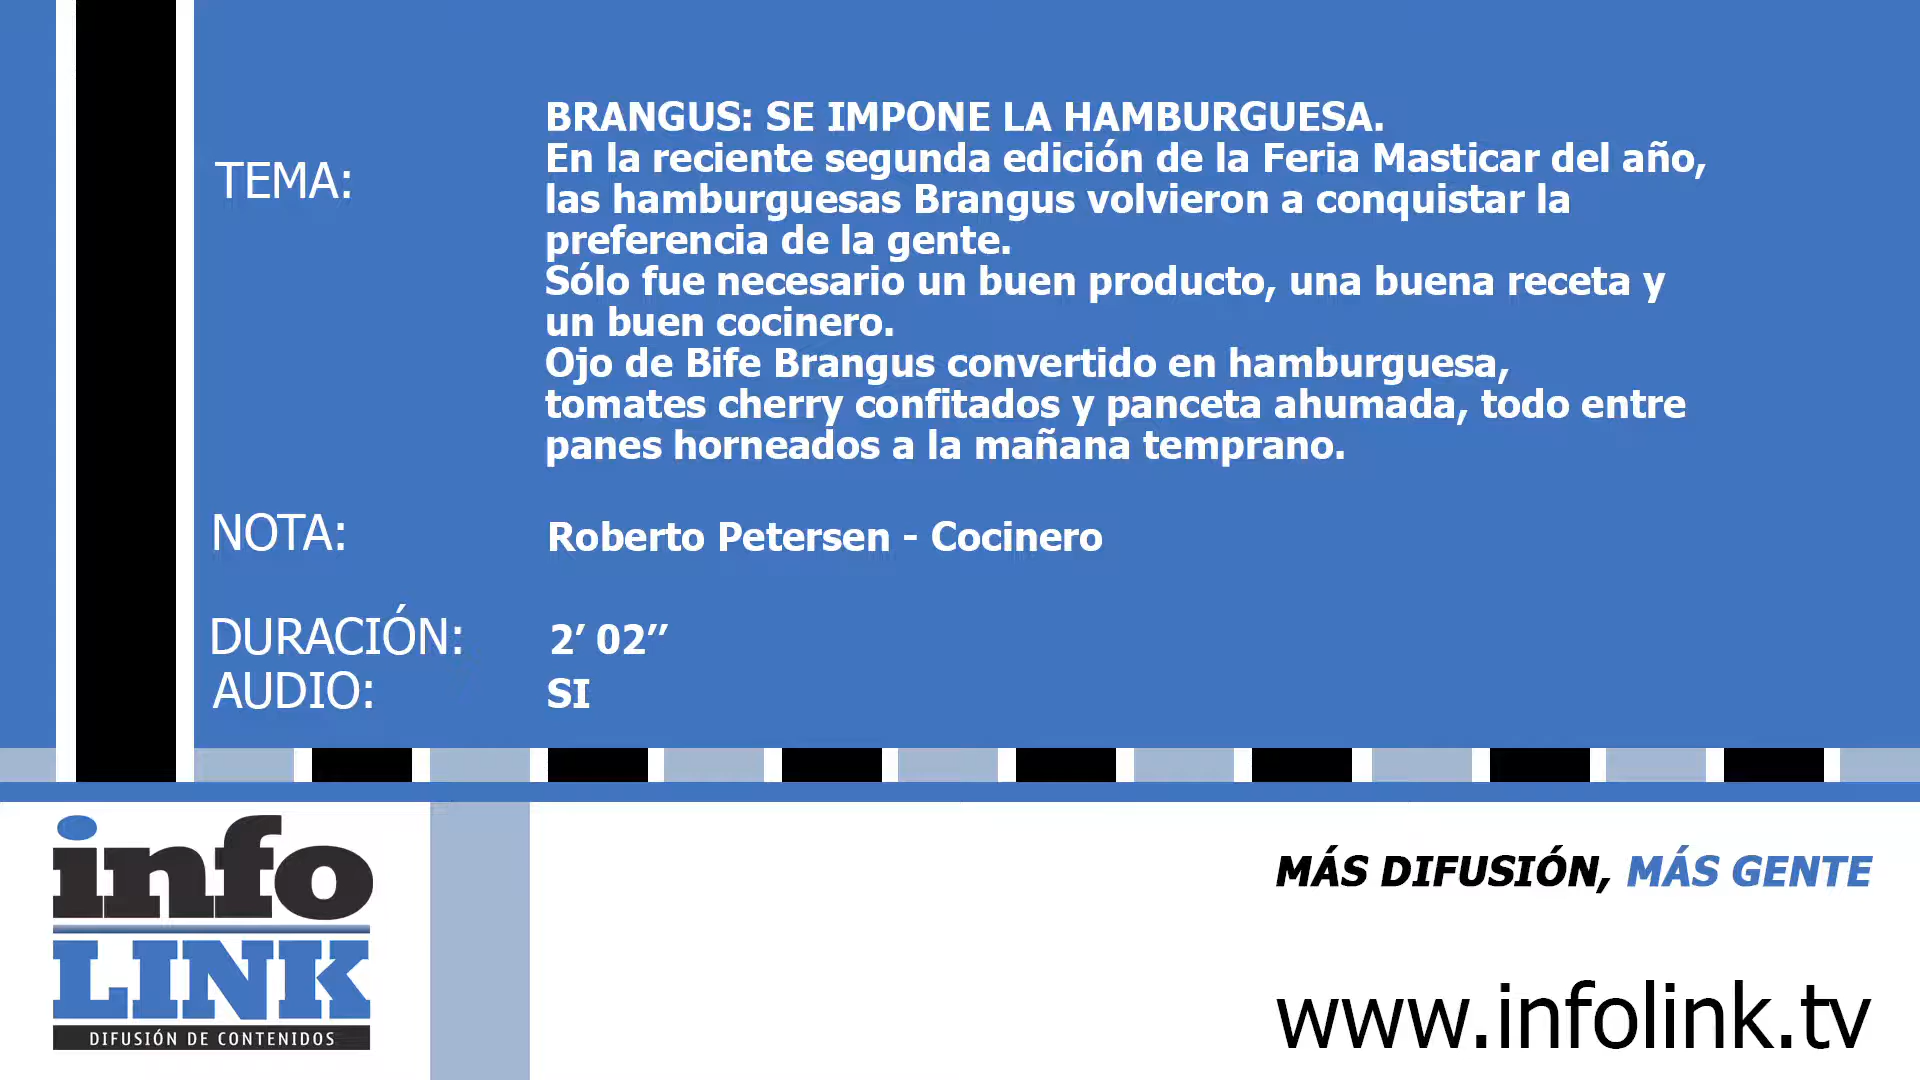 TEMA:
BRANGUS: SE IMPONE LA HAMBURGUESA.
En la reciente segunda edición de la Feria Masticar del año,
las hamburguesas Brangus volvieron a conquistar la
preferencia de la gente.
Sólo fue necesario un buen producto, una buena receta y
un buen cocinero.
Ojo de Bife Brangus convertido en hamburguesa,
tomates cherry confitados y panceta ahumada, todo entre
panes horneados a la mañana temprano.
NOTA: Roberto Petersen - Cocinero
DURACIÓN: 2’ 02’’
AUDIO: SI
info
LINK
DIFUSIÓN DE CONTENIDOS
MÁS DIFUSIÓN, MÁS GENTE
www.infolink.tv